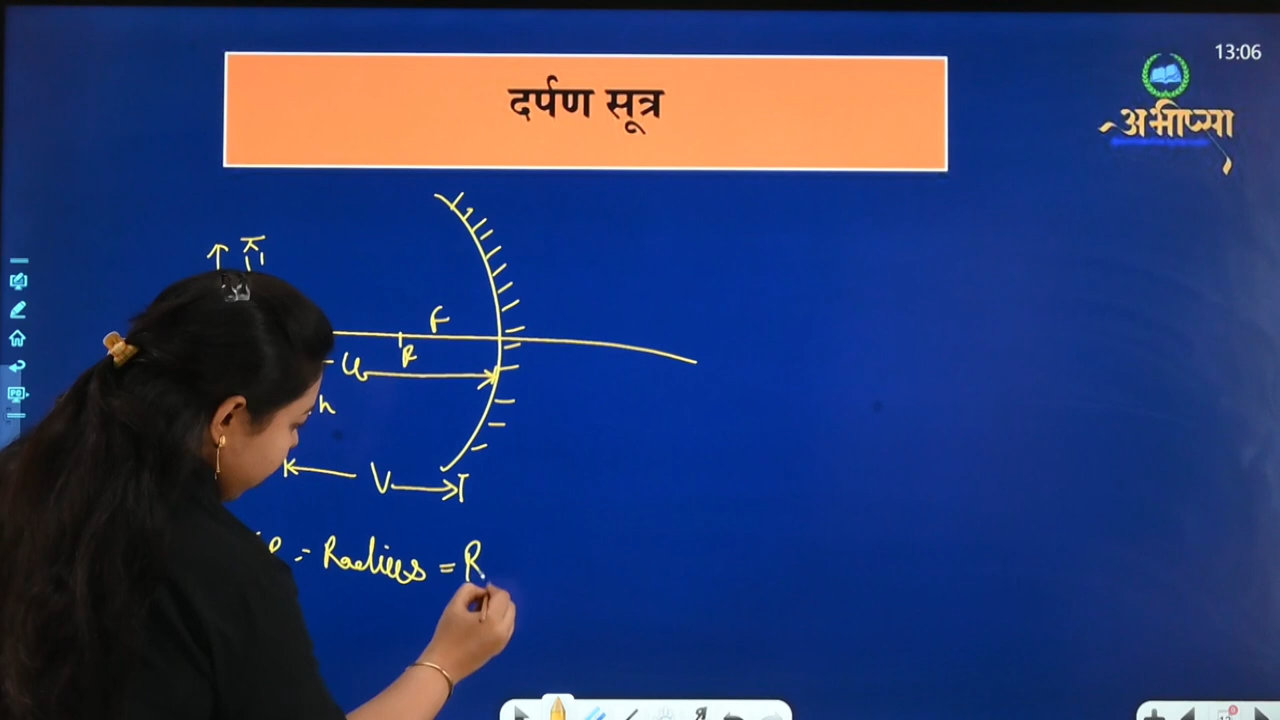 दर्पण सूत्र
13:06
अभीप्सा
F
R
u
h
V
= Radius = R